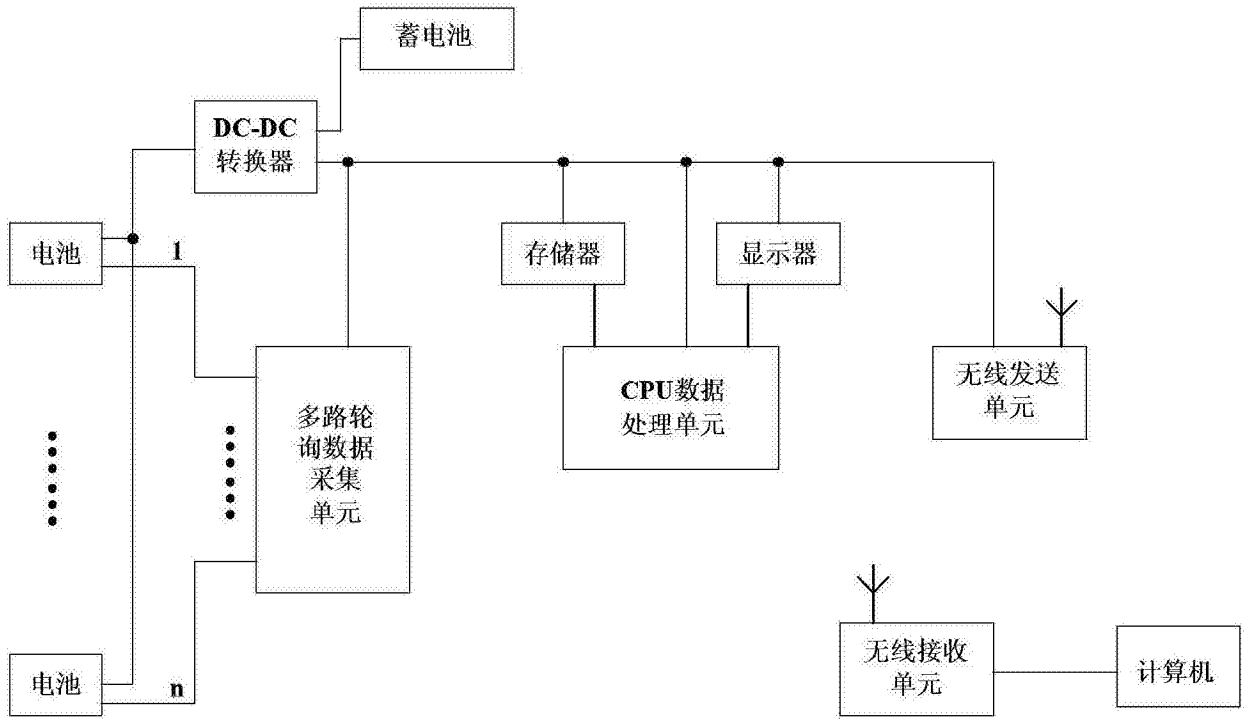 蓄电池
DC-DC
转换器
电池
1
存储器
显示器
多路轮
询数据
采集
单元
CPU数据
处理单元
无线发送
单元
电池
n
无线接收
单元
计算机